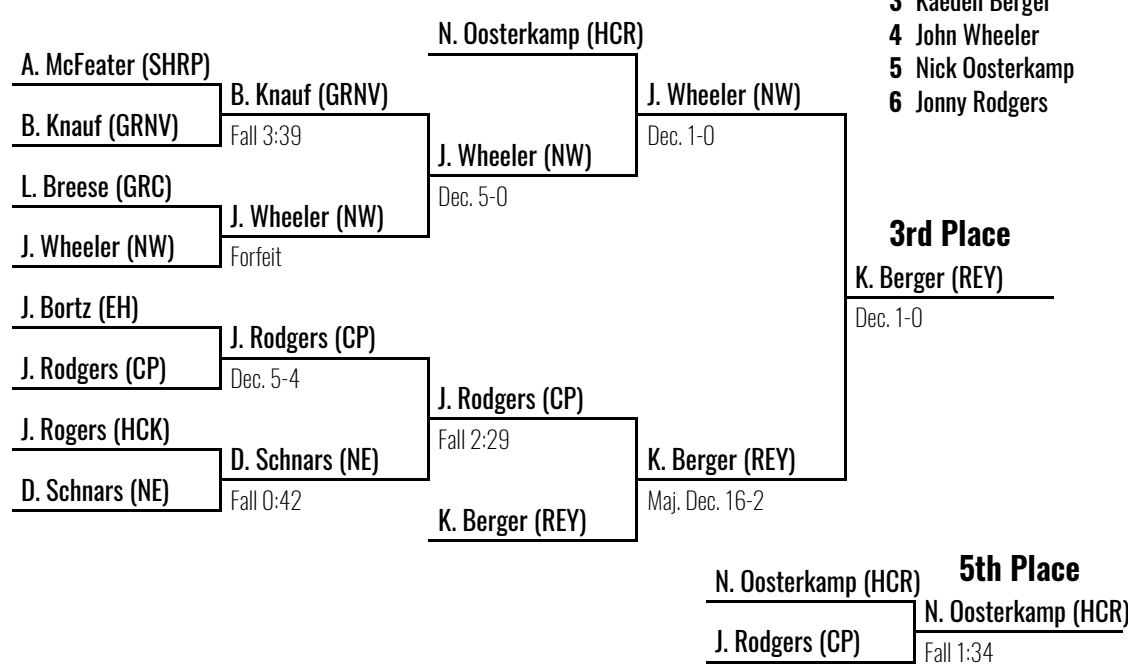 3 Kaeden Berger
4 John Wheeler
5 Nick Oosterkamp
6 Jonny Rodgers
A. McFeater (SHRP)
B. Knauf (GRNV)
L. Breese (GRC)
J. Wheeler (NW)
J. Bortz (EH)
J. Rodgers (CP)
J. Rogers (HCK)
D. Schnars (NE)
B. Knauf (GRNV)
Fall 3:39
J. Wheeler (NW)
Forfeit
J. Rodgers (CP)
Dec. 5-4
D. Schnars (NE)
Fall 0:42
N. Oosterkamp (HCR)
J. Wheeler (NW)
Dec. 5-0
J. Rodgers (CP)
Fall 2:29
K. Berger (REY)
J. Wheeler (NW)
Dec. 1-0
K. Berger (REY)
Maj. Dec. 16-2
3rd Place
K. Berger (REY)
Dec. 1-0
5th Place
N. Oosterkamp (HCR)
J. Rodgers (CP)
N. Oosterkamp (HCR)
Fall 1:34